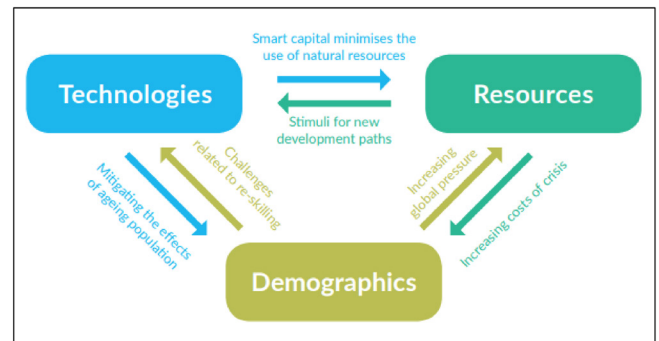 Smart capital minimises the
use of natural resources
Technologies
Resources
Stimuli for new
development paths
Mitigating the effects
of ageing population
Challenges
related to re-skilling
Increasing
global pressure
Increasing costs of crisis
Demographics